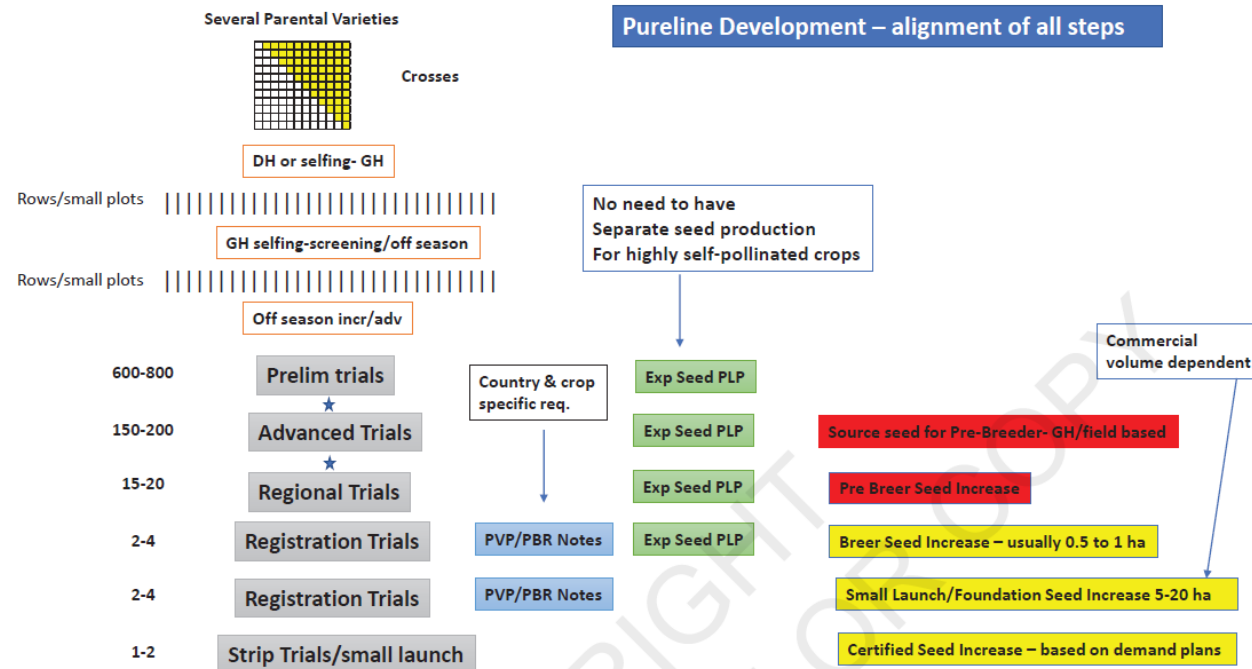 Several Parental Varieties
Pureline Development – alignment of all steps
Crosses
DH or selfing- GH
Rows/small plots
No need to have
Separate seed production
For highly self-pollinated crops
GH selfing-screening/off season
Rows/small plots
Off season incr/adv
Commercial
volume dependent
600-800
Prelim trials
Country & crop
specific req.
Exp Seed PLP
150-200
Advanced Trials
Exp Seed PLP
Source seed for Pre-Breeder- GH/field based
15-20
Regional Trials
Exp Seed PLP
Pre Breer Seed Increase
2-4
Registration Trials
PVP/PBR Notes
Exp Seed PLP
Breer Seed Increase – usually 0.5 to 1 ha
2-4
Registration Trials
PVP/PBR Notes
Small Launch/Foundation Seed Increase 5-20 ha
1-2
Strip Trials/small launch
Certified Seed Increase – based on demand plans
OR COPY